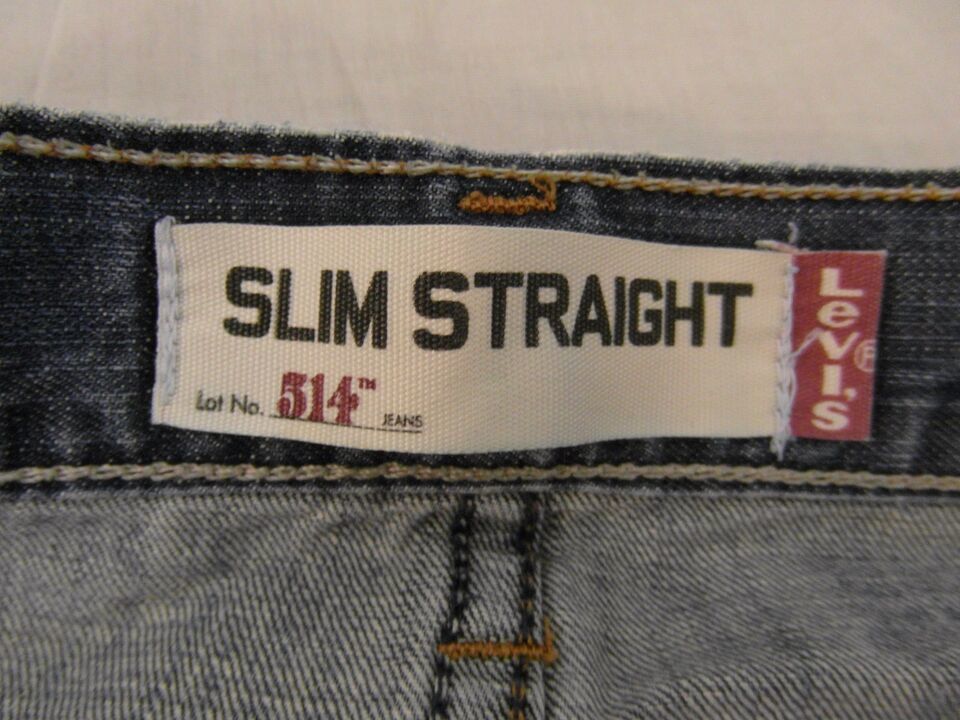 SLIM STRAIGHT
Lot No. 514™ JEANS
Levi's®